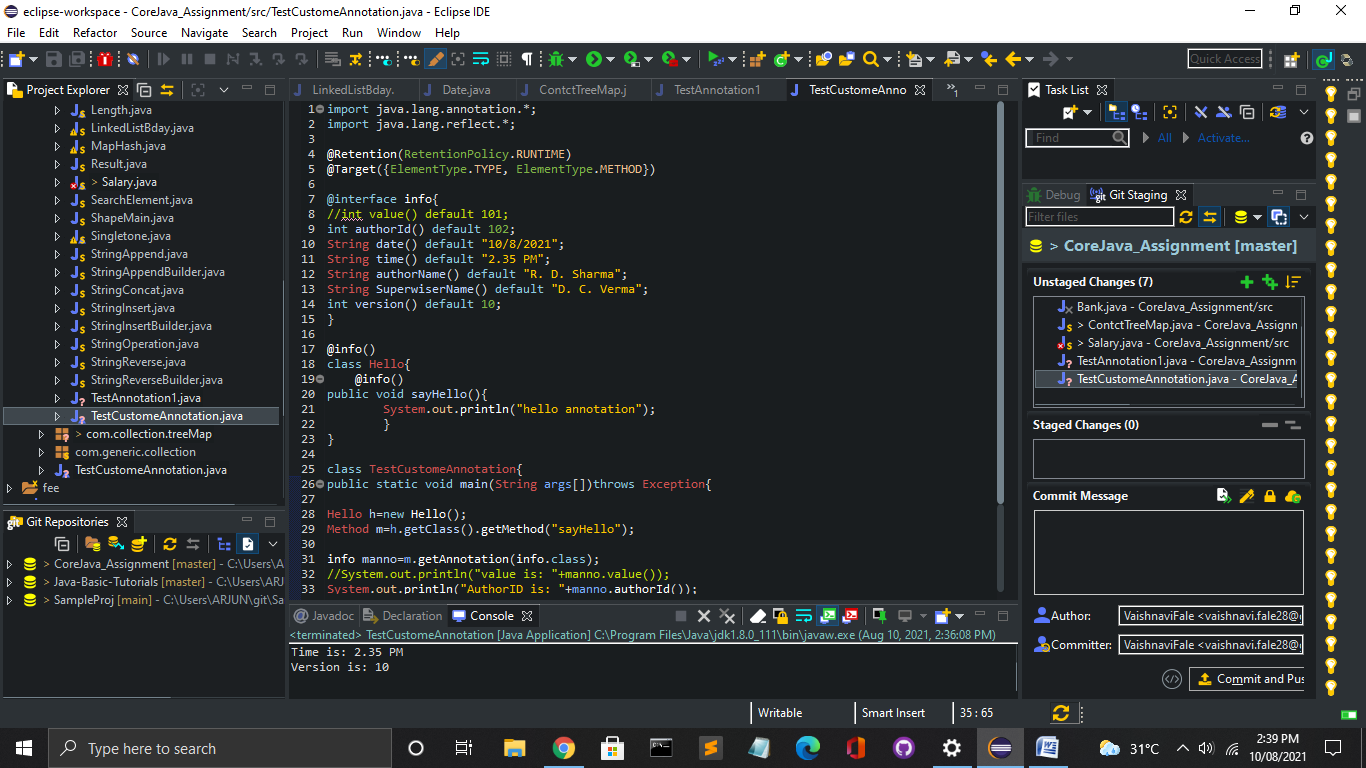 eclipse-workspace - CoreJava_Assignment/src/TestCustomeAnnotation.java - Eclipse IDE
File Edit Refactor Source Navigate Search Project Run Window Help
Quick Access
Project Explorer
Length.java
LinkedListBday.java
MapHash.java
Result.java
> Salary.java
SearchElement.java
ShapeMain.java
Singletone.java
StringAppend.java
StringAppendBuilder.java
StringConcat.java
StringInsert.java
StringInsertBuilder.java
StringOperation.java
StringReverse.java
StringReverseBuilder.java
TestAnnotation1.java
TestCustomeAnnotation.java
> com.collection.treeMap
com.generic.collection
TestCustomeAnnotation.java
fee
Git Repositories
> CoreJava_Assignment [master] - C:\Users\AR
> Java-Basic-Tutorials [master] - C:\Users\ARJ
> SampleProj [main] - C:\Users\ARJUN\git\Sa
LinkedListBday. Date.java ContctTreeMap.j TestAnnotation1 TestCustomeAnno »1
1 import java.lang.annotation.*;
2 import java.lang.reflect.*;
3
4 @Retention(RetentionPolicy.RUNTIME)
5 @Target({ElementType.TYPE, ElementType.METHOD})
6
7 @interface info{
8 //int value() default 101;
9 int authorId() default 102;
10 String date() default "10/8/2021";
11 String time() default "2.35 PM";
12 String authorName() default "R. D. Sharma";
13 String SuperwiserName() default "D. C. Verma";
14 int version() default 10;
15 }
16
17 @info()
18 class Hello{
19 @info()
20 public void sayHello(){
21 System.out.println("hello annotation");
22 }
23 }
24
25 class TestCustomeAnnotation{
26 public static void main(String args[])throws Exception{
27
28 Hello h=new Hello();
29 Method m=h.getClass().getMethod("sayHello");
30
31 info manno=m.getAnnotation(info.class);
32 //System.out.println("value is: "+manno.value());
33 System.out.println("AuthorID is: "+manno.authorId());
Javadoc Declaration Console
<terminated> TestCustomeAnnotation [Java Application] C:\Program Files\Java\jdk1.8.0_111\bin\javaw.exe (Aug 10, 2021, 2:36:08 PM)
Time is: 2.35 PM
Version is: 10
Task List
Find All Activate...
Debug Git Staging
Filter files
> CoreJava_Assignment [master]
Unstaged Changes (7)
Bank.java - CoreJava_Assignment/src
> ContctTreeMap.java - CoreJava_Assignn
> Salary.java - CoreJava_Assignment/src
TestAnnotation1.java - CoreJava_Assignm
TestCustomeAnnotation.java - CoreJava_A
Staged Changes (0)
Commit Message
Author: VaishnaviFale <vaishnavi.fale28@
Committer: VaishnaviFale <vaishnavi.fale28@
Commit and Pus
Writable Smart Insert 35 : 65
Type here to search
31°C
2:39 PM
10/08/2021